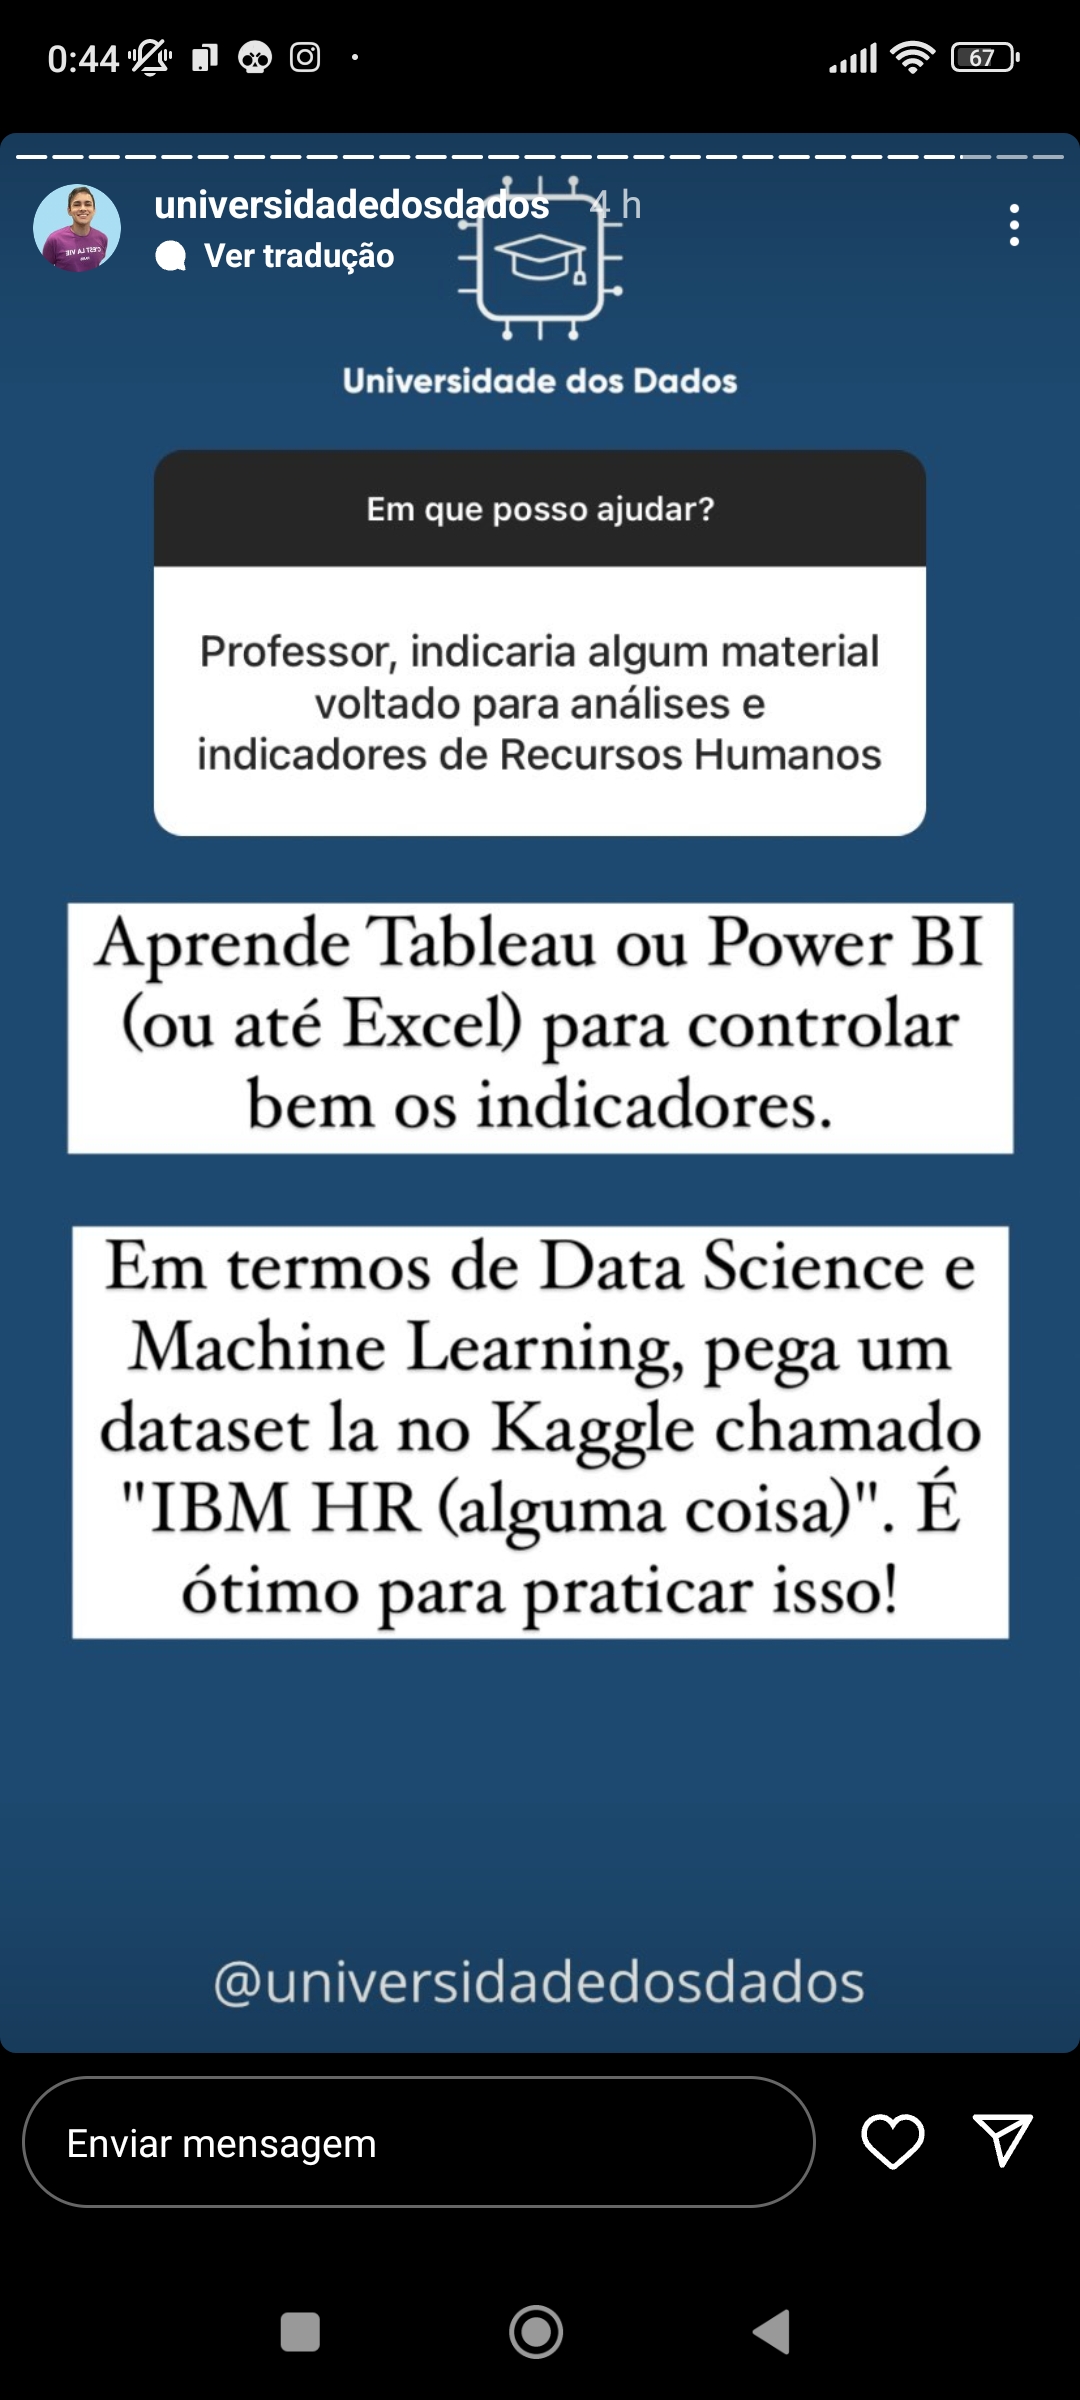 0:44
67
universidadedosdados 4 h
Ver tradução
Universidade dos Dados
Em que posso ajudar?
Professor, indicaria algum material
voltado para análises e
indicadores de Recursos Humanos
Aprende Tableau ou Power BI
(ou até Excel) para controlar
bem os indicadores.
Em termos de Data Science e
Machine Learning, pega um
dataset la no Kaggle chamado
"IBM HR (alguma coisa)". É
ótimo para praticar isso!
@universidadedosdados
Enviar mensagem